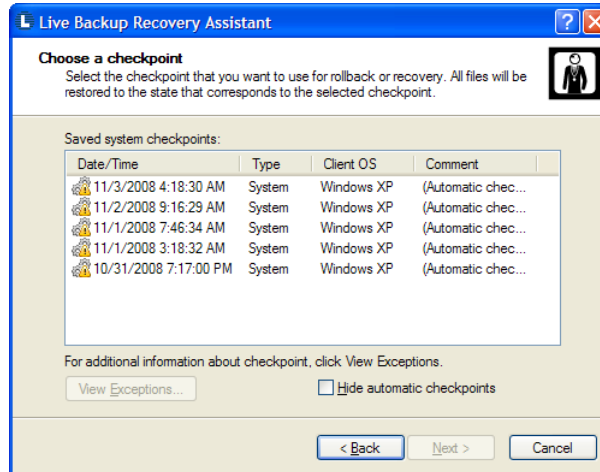 L Live Backup Recovery Assistant
Choose a checkpoint
Select the checkpoint that you want to use for rollback or recovery. All files will be
restored to the state that corresponds to the selected checkpoint.
Saved system checkpoints:
Date/Time Type Client OS Comment
11/3/2008 4:18:30 AM System Windows XP (Automatic chec...
11/2/2008 9:16:29 AM System Windows XP (Automatic chec...
11/1/2008 7:46:34 AM System Windows XP (Automatic chec...
11/1/2008 3:18:32 AM System Windows XP (Automatic chec...
10/31/2008 7:17:00 PM System Windows XP (Automatic chec...
For additional information about checkpoint, click View Exceptions.
View Exceptions... Hide automatic checkpoints
< Back Next > Cancel